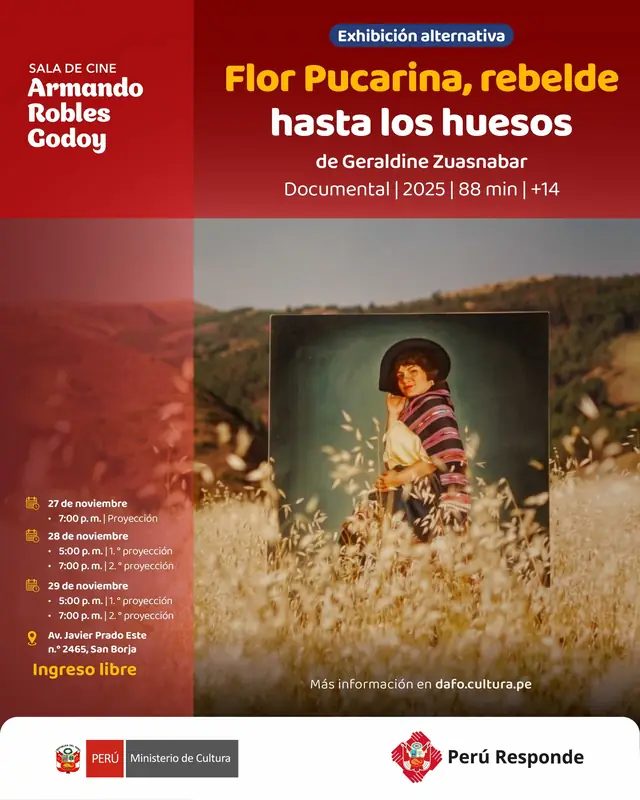 SALA DE CINE
Armando
Robles
Godoy
Exhibición alternativa
Flor Pucarina, rebelde
hasta los huesos
de Geraldine Zuasnabar
Documental | 2025 | 88 min | +14
27 de noviembre
• 7:00 p. m. | Proyección
28 de noviembre
• 5:00 p. m. | 1.ª proyección
• 7:00 p. m. | 2.ª proyección
29 de noviembre
• 5:00 p. m. | 1.ª proyección
• 7:00 p. m. | 2.ª proyección
Av. Javier Prado Este
n.° 2465, San Borja
Ingreso libre
Más información en dafo.cultura.pe
PERÚ Ministerio de Cultura
Perú Responde